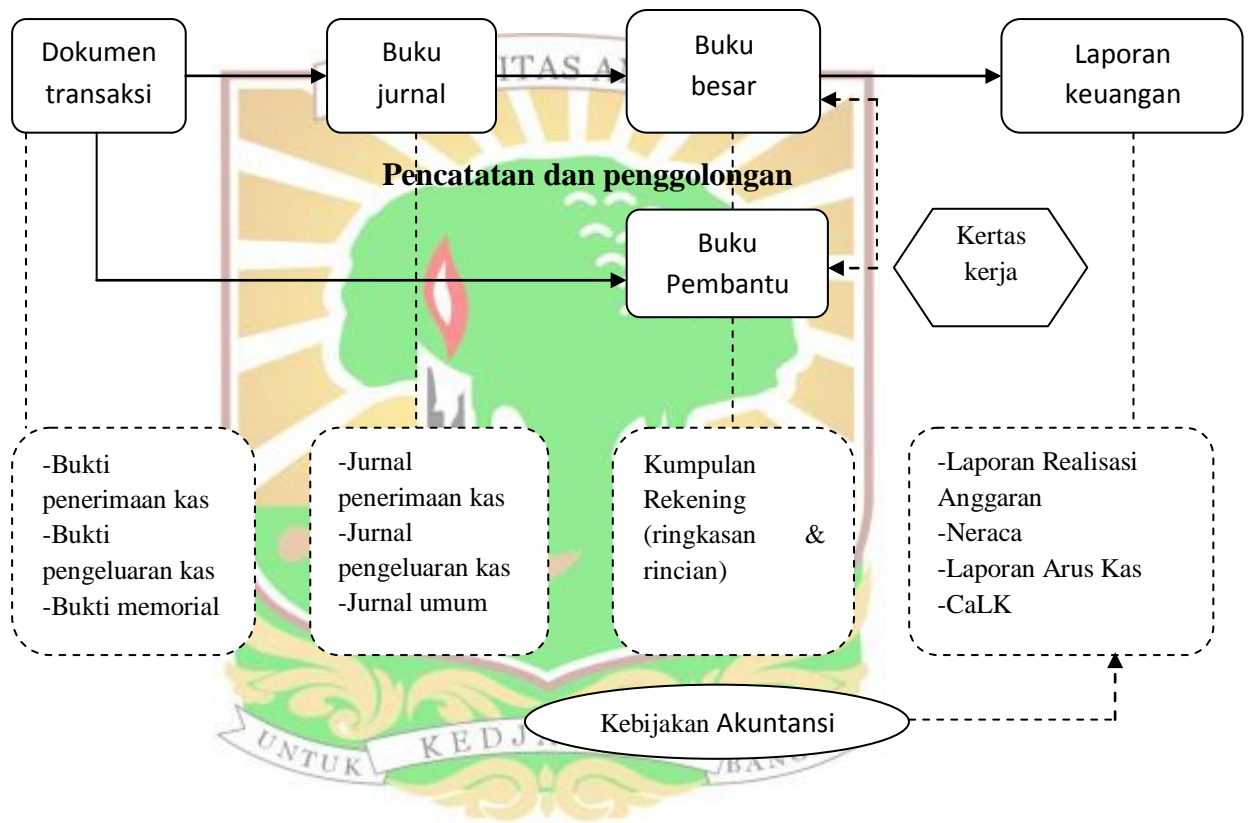 Dokumen
transaksi
Buku
jurnal
Buku
besar
Laporan
keuangan
Pencatatan dan penggolongan
Buku
Pembantu
Kertas
kerja
-Bukti
penerimaan kas
-Bukti
pengeluaran kas
-Bukti memorial
-Jurnal
penerimaan kas
-Jurnal
pengeluaran kas
-Jurnal umum
Kumpulan
Rekening
(ringkasan &
rincian)
-Laporan Realisasi
Anggaran
-Neraca
-Laporan Arus Kas
-CaLK
Kebijakan Akuntansi
UNTUK